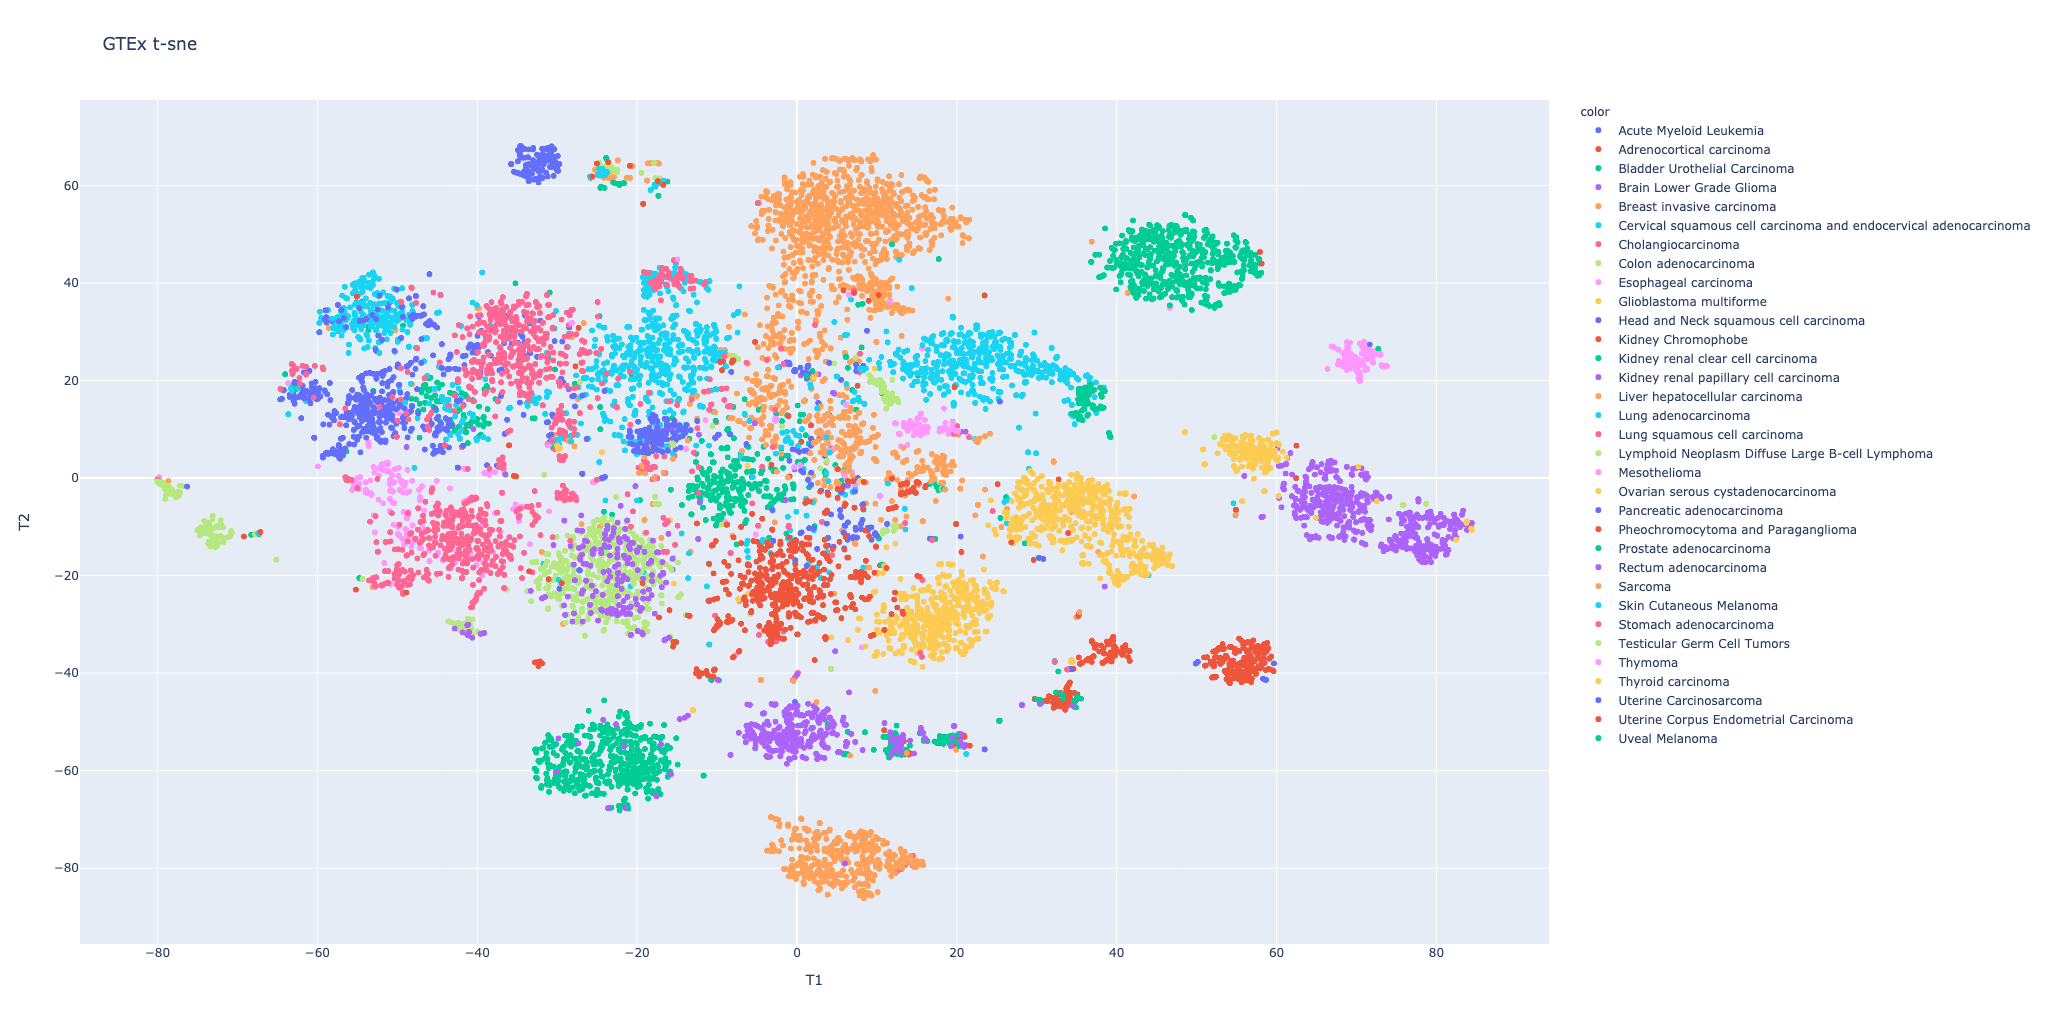 GTEx t-sne
color
Acute Myeloid Leukemia
Adrenocortical carcinoma
Bladder Urothelial Carcinoma
Brain Lower Grade Glioma
Breast invasive carcinoma
Cervical squamous cell carcinoma and endocervical adenocarcinoma
Cholangiocarcinoma
Colon adenocarcinoma
Esophageal carcinoma
Glioblastoma multiforme
Head and Neck squamous cell carcinoma
Kidney Chromophobe
Kidney renal clear cell carcinoma
Kidney renal papillary cell carcinoma
Liver hepatocellular carcinoma
Lung adenocarcinoma
Lung squamous cell carcinoma
Lymphoid Neoplasm Diffuse Large B-cell Lymphoma
Mesothelioma
Ovarian serous cystadenocarcinoma
Pancreatic adenocarcinoma
Pheochromocytoma and Paraganglioma
Prostate adenocarcinoma
Rectum adenocarcinoma
Sarcoma
Skin Cutaneous Melanoma
Stomach adenocarcinoma
Testicular Germ Cell Tumors
Thymoma
Thyroid carcinoma
Uterine Carcinosarcoma
Uterine Corpus Endometrial Carcinoma
Uveal Melanoma
60
40
20
0
−20
−40
−60
−80
T2
−80 −60 −40 −20 0 20 40 60 80
T1